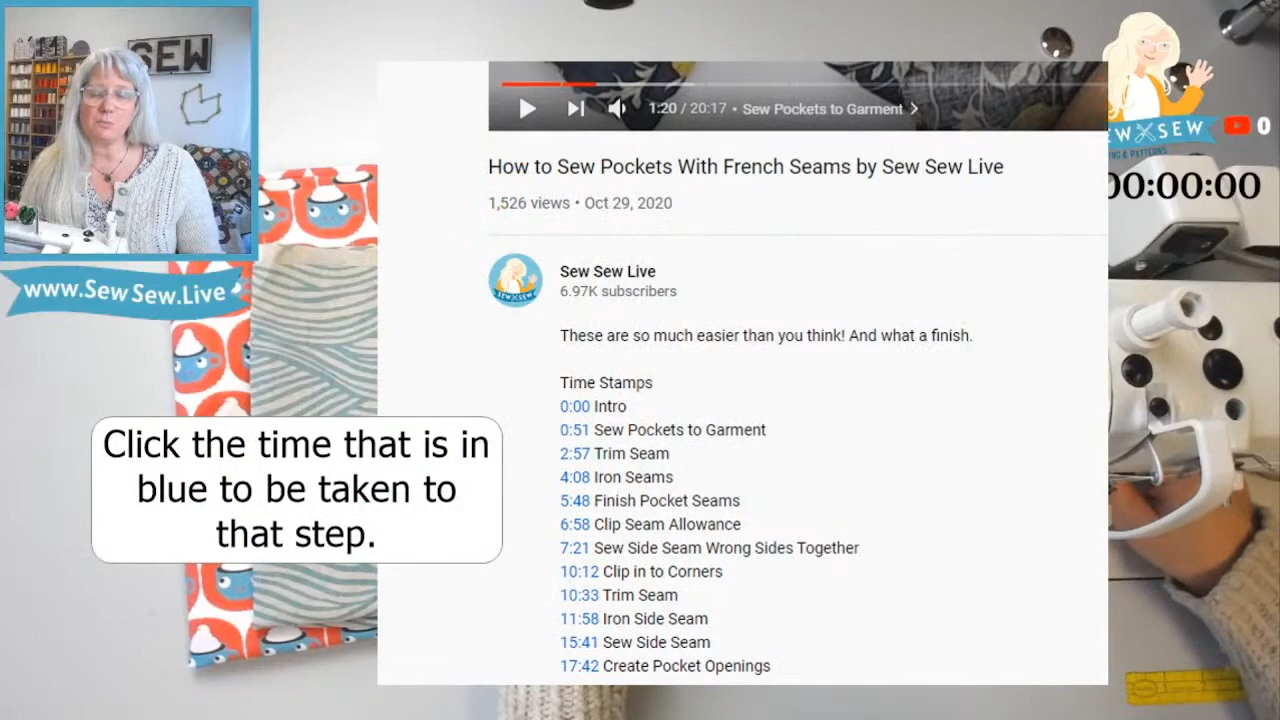 SEW
www.SewSew.Live
1:20 / 20:17 • Sew Pockets to Garment
How to Sew Pockets With French Seams by Sew Sew Live
1,526 views • Oct 29, 2020
Sew Sew Live
6.97K subscribers
These are so much easier than you think! And what a finish.
Time Stamps
0:00 Intro
0:51 Sew Pockets to Garment
2:57 Trim Seam
4:08 Iron Seams
5:48 Finish Pocket Seams
6:58 Clip Seam Allowance
7:21 Sew Side Seam Wrong Sides Together
10:12 Clip in to Corners
10:33 Trim Seam
11:58 Iron Side Seam
15:41 Sew Side Seam
17:42 Create Pocket Openings
Click the time that is in
blue to be taken to
that step.
EW SEW
0
NG & PATTERNS
00:00:00
SEW SEW